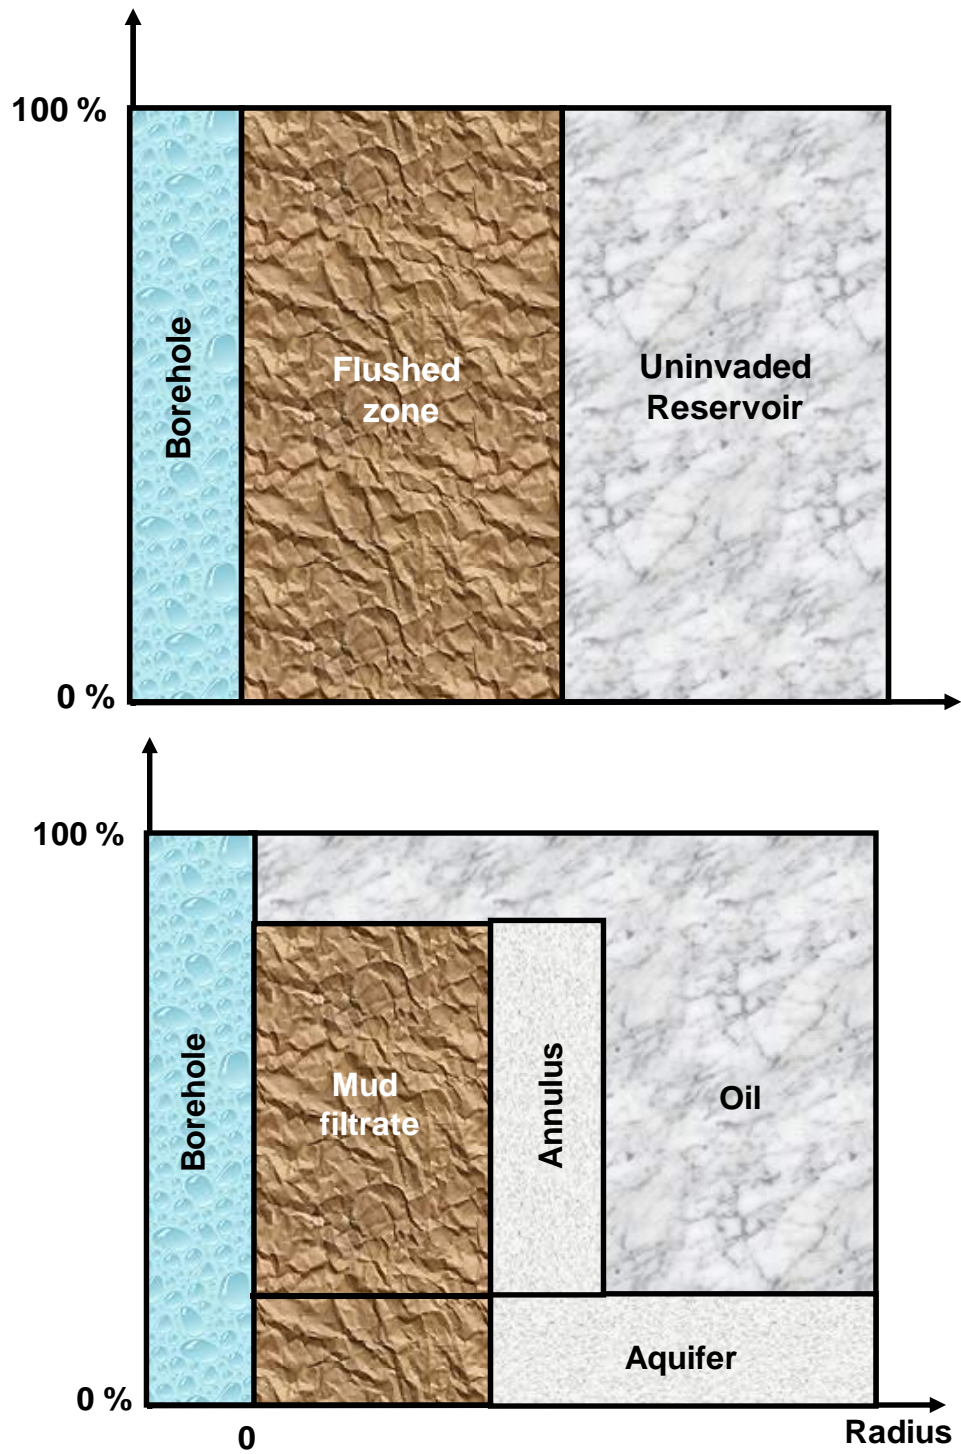 100 %
Borehole
Flushed
zone
Uninvaded
Reservoir
0 %
100 %
Borehole
Mud
filtrate
Annulus
Oil
Aquifer
0 %
0
Radius